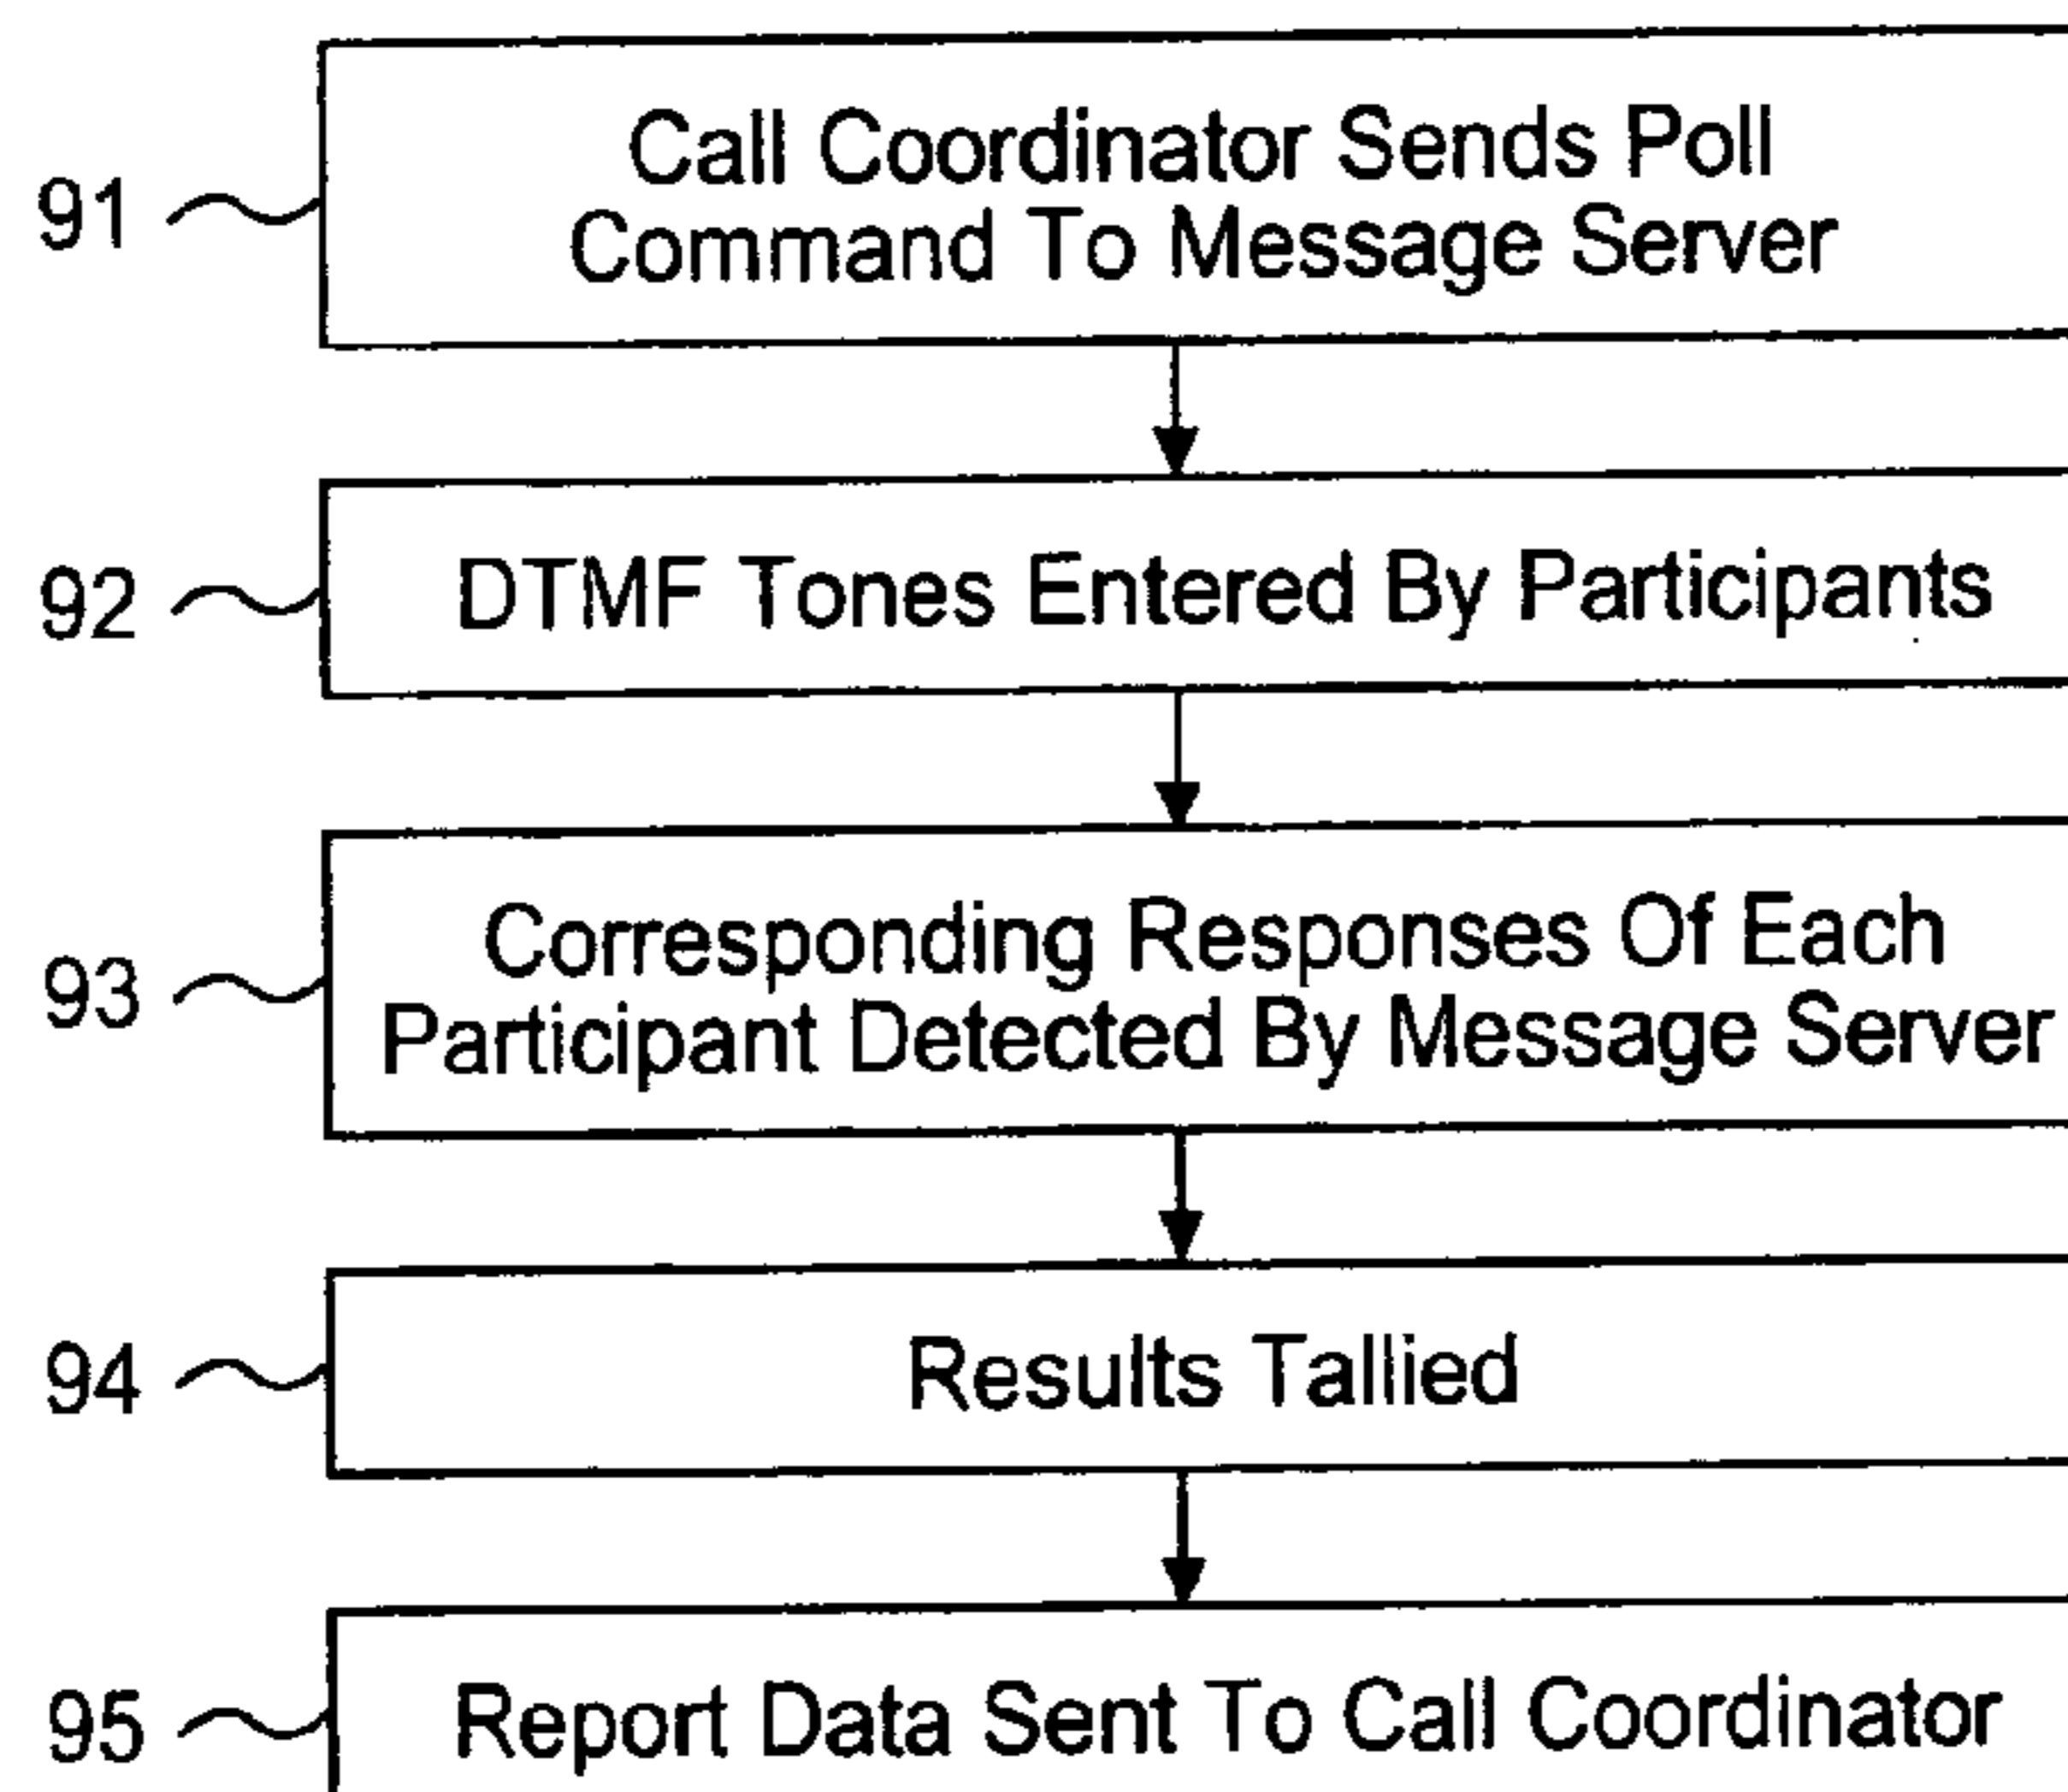 91
Call Coordinator Sends Poll
Command To Message Server
92
DTMF Tones Entered By Participants
93
Corresponding Responses Of Each
Participant Detected By Message Server
94
Results Tallied
95
Report Data Sent To Call Coordinator